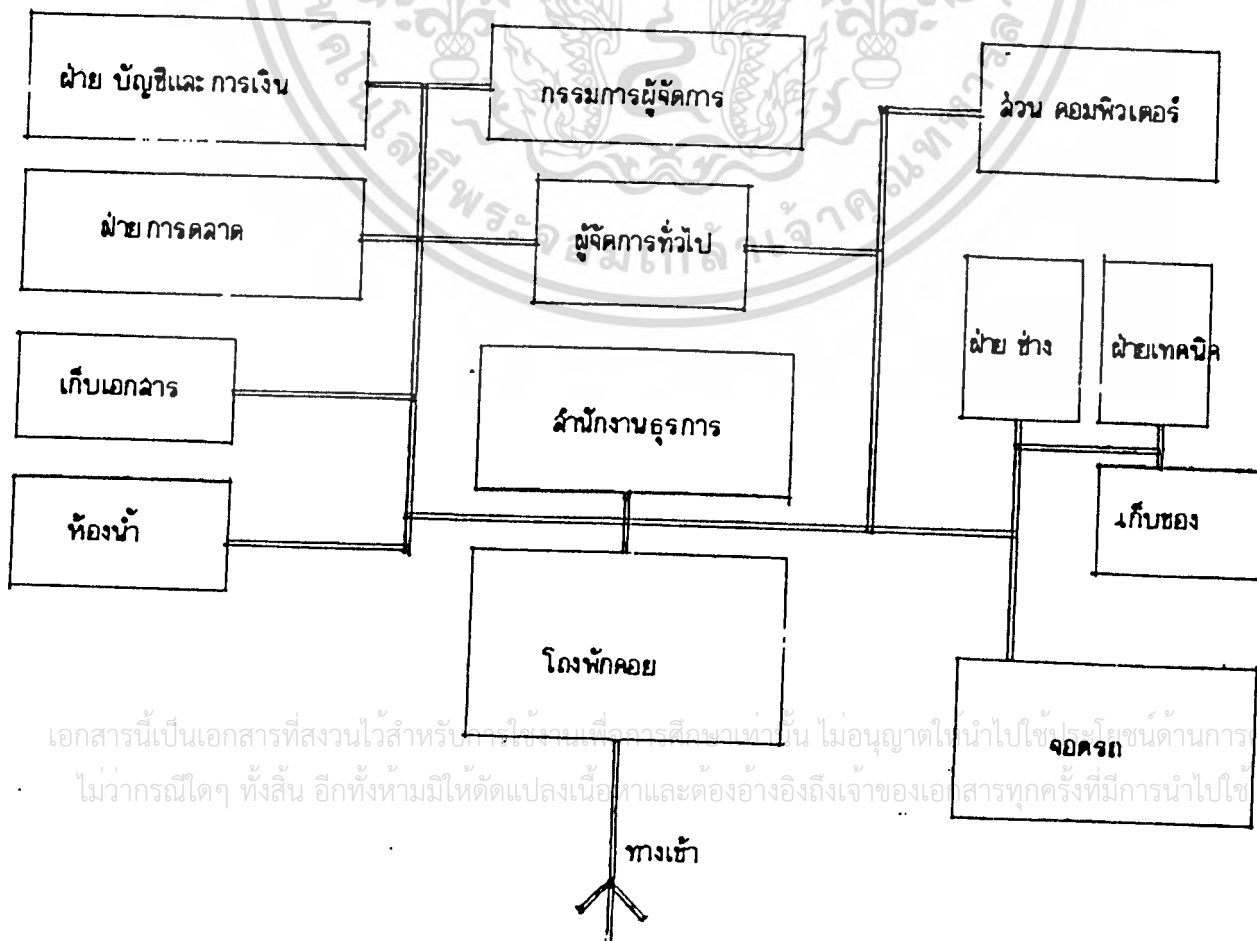 ฝ่าย บัญชีและ การเงิน
กรรมการผู้จัดการ
ส่วน คอมพิวเตอร์
ฝ่ายการตลาด
ผู้จัดการทั่วไป
ฝ่าย ช่าง
ฝ่ายเทคนิค
เก็บเอกสาร
สำนักงานธุรการ
ห้องน้ำ
เก็บของ
โถงพักคอย
จอดรถ
ทางเข้า
เอกสารนี้เป็นเอกสารที่สงวนไว้สำหรับการใช้งานเพื่อการศึกษาเท่านั้น ไม่อนุญาตให้นำไปใช้ประโยชน์ด้านการ
ไม่ว่ากรณีใดๆ ทั้งสิ้น อีกทั้งห้ามมิให้ดัดแปลงเนื้อหาและต้องอ้างอิงถึงเจ้าของเอกสารทุกครั้งที่มีการนำไปใช้